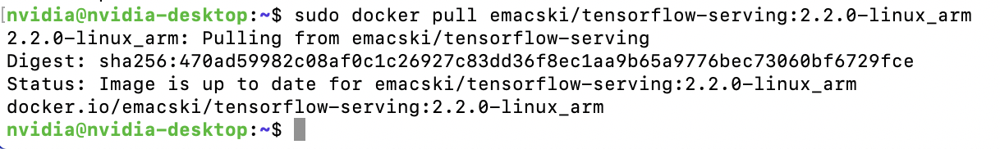 [nvidia@nvidia-desktop:~$ sudo docker pull emacski/tensorflow-serving:2.2.0-linux_arm
2.2.0-linux_arm: Pulling from emacski/tensorflow-serving
Digest: sha256:470ad59982c08af0c1c26927c83dd36f8ec1aa9b65a9776bec73060bf6729fce
Status: Image is up to date for emacski/tensorflow-serving:2.2.0-linux_arm
docker.io/emacski/tensorflow-serving:2.2.0-linux_arm
nvidia@nvidia-desktop:~$